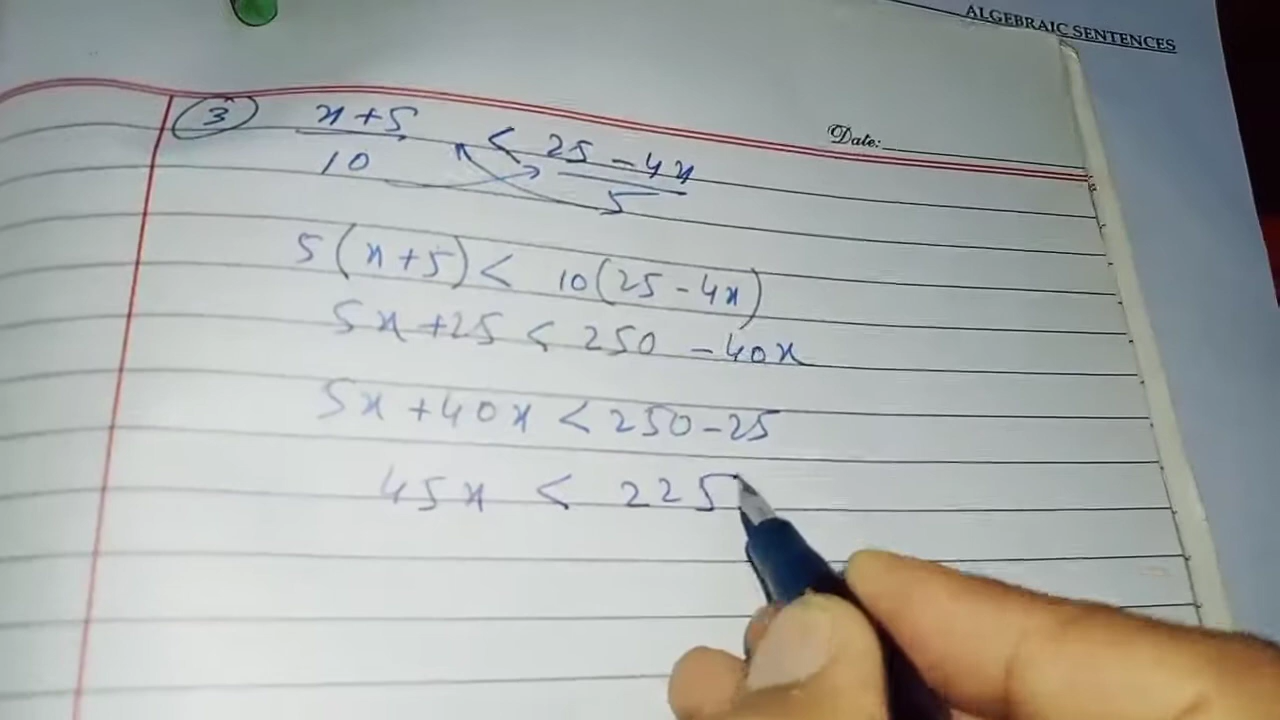 ALGEBRAIC SENTENCES
Date:
3 x+5/10 < 25-4x/5
5(x+5) < 10(25-4x)
5x+25 < 250-40x
5x+40x < 250-25
45x < 225